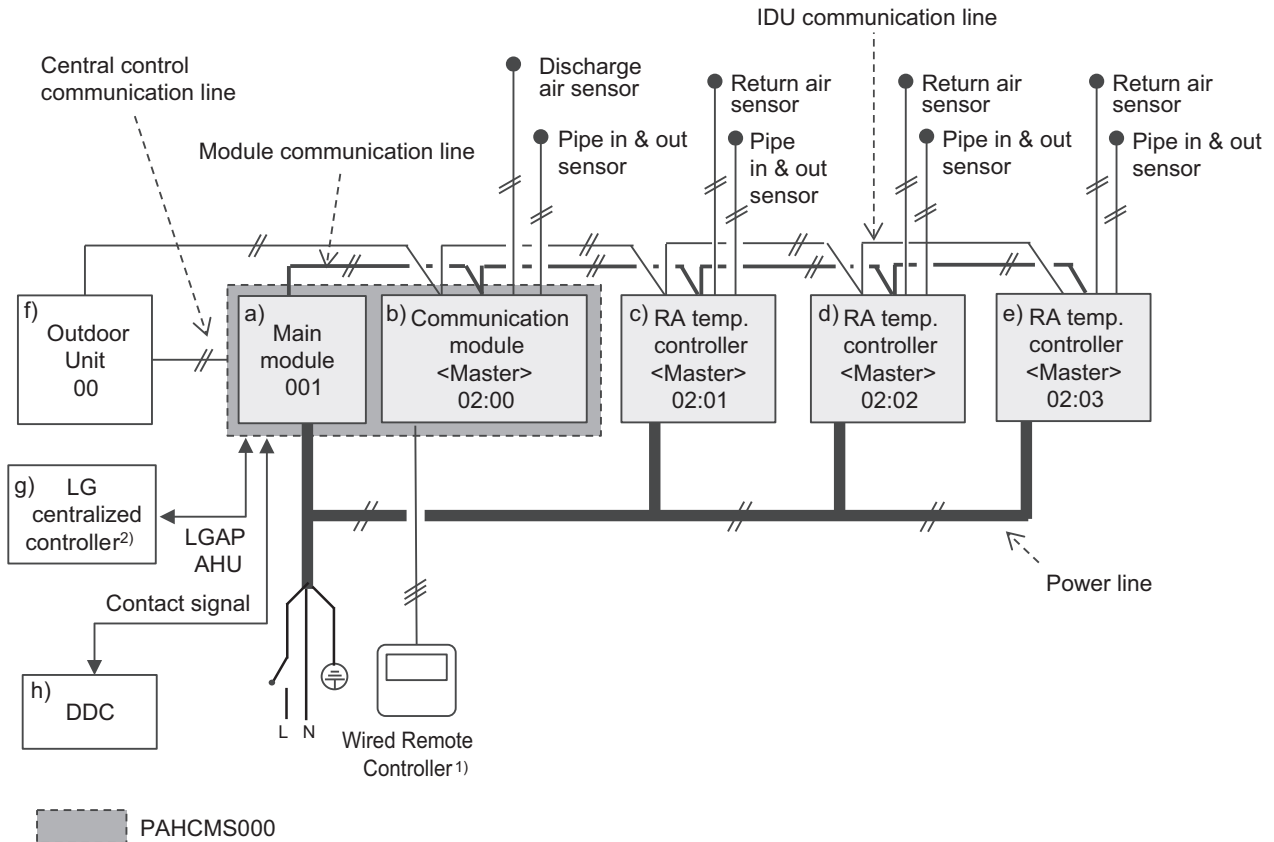 IDU communication line
Central control
communication line
Module communication line
Discharge
air sensor
Pipe in & out
sensor
Return air
sensor
Pipe
in & out
sensor
Return air
sensor
Pipe in & out
sensor
Return air
sensor
Pipe in & out
sensor
f)
Outdoor
Unit
00
a)
Main
module
001
b) Communication
module
<Master>
02:00
c) RA temp.
controller
<Master>
02:01
d) RA temp.
controller
<Master>
02:02
e) RA temp.
controller
<Master>
02:03
g) LG
centralized
controller2)
LGAP
AHU
Contact signal
h)
DDC
L N
Wired Remote
Controller1)
Power line
PAHCMS000